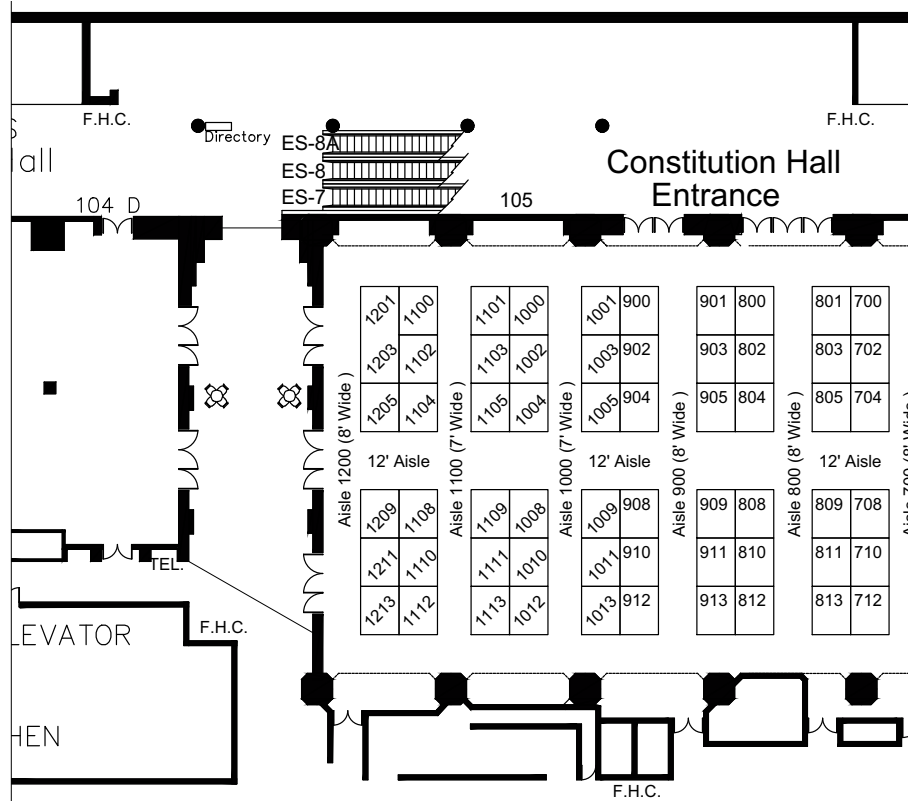 F.H.C.
F.H.C.
Directory
Hall
ES-8A
ES-8
ES-7
Constitution Hall
Entrance
104 D
105
1201 1100 1101 1000 1001 900 901 800 801 700
1203 1102 1103 1002 1003 902 903 802 803 702
1205 1104 1105 1004 1005 904 905 804 805 704
Aisle 1200 (8' Wide )
Aisle 1100 (7' Wide )
Aisle 1000 (7' Wide )
Aisle 900 (8' Wide )
Aisle 800 (8' Wide )
Aisle 700 (8' Wide )
12' Aisle
12' Aisle
12' Aisle
1209 1108 1109 1008 1009 908 909 808 809 708
1211 1110 1111 1010 1011 910 911 810 811 710
1213 1112 1113 1012 1013 912 913 812 813 712
TEL.
F.H.C.
LEVATOR
HEN
F.H.C.